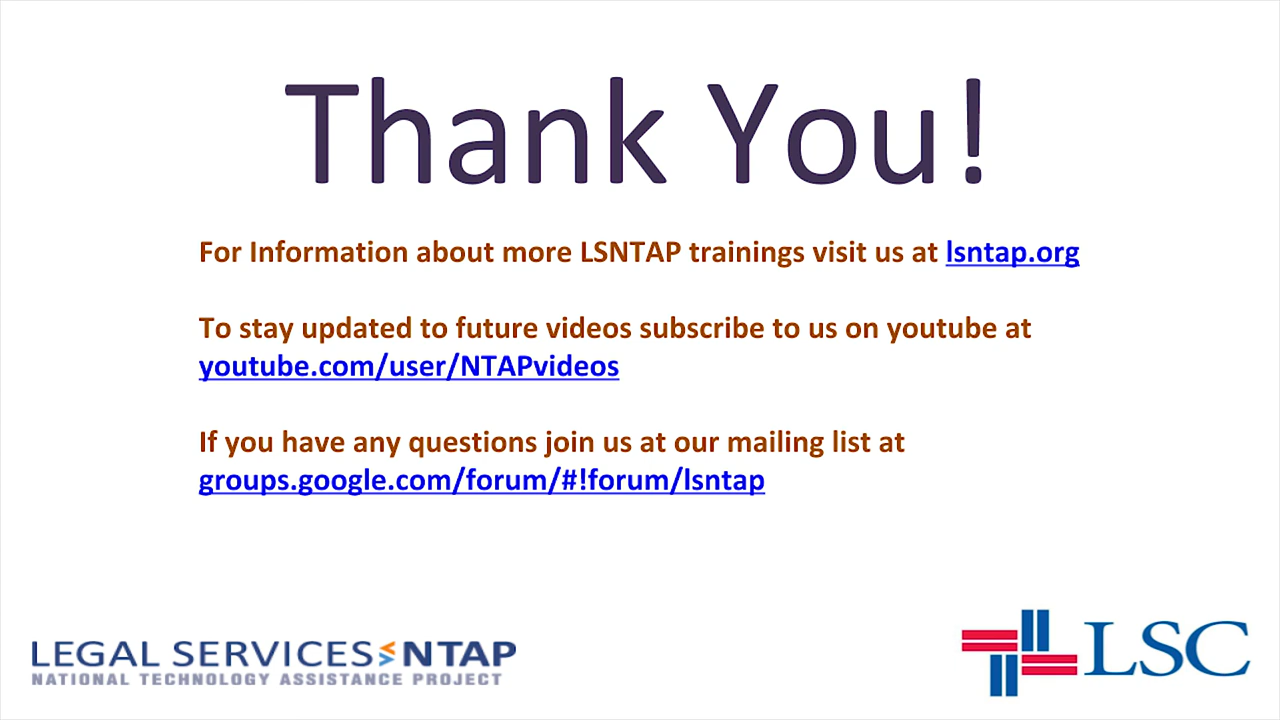 Thank You!
For Information about more LSNTAP trainings visit us at lsntap.org
To stay updated to future videos subscribe to us on youtube at
youtube.com/user/NTAPvideos
If you have any questions join us at our mailing list at
groups.google.com/forum/#!forum/lsntap
LEGAL SERVICES NTAP
NATIONAL TECHNOLOGY ASSISTANCE PROJECT
LSC